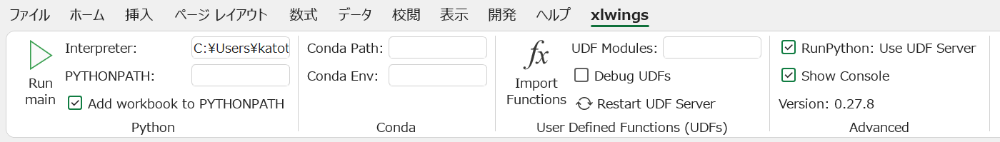 ファイル ホーム 挿入 ページ レイアウト 数式 データ 校閲 表示 開発 ヘルプ xlwings
Interpreter: C:¥Users¥katot Conda Path: UDF Modules: RunPython: Use UDF Server
PYTHONPATH: Conda Env: Debug UDFs Show Console
Run main Add workbook to PYTHONPATH Import Functions Restart UDF Server Version: 0.27.8
Python Conda User Defined Functions (UDFs) Advanced